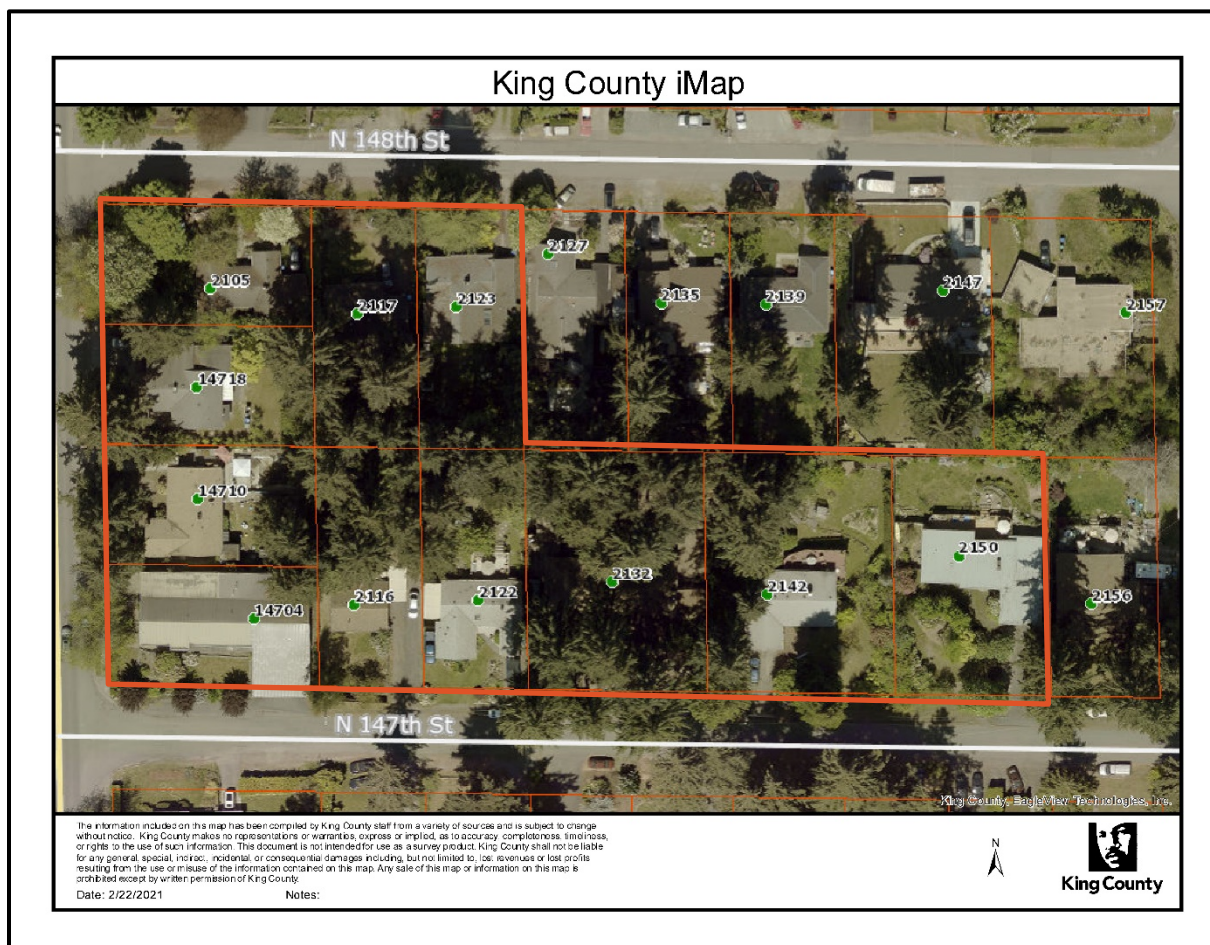 King County iMap
N 148th St
2127
2105
2117
2123
2135
2139
2147
2157
14718
14710
2150
2132
2142
2156
14704
2116
2122
N 147th St
King County, EagleView Technologies, Inc.
The information included on this map has been compiled by King County staff from a variety of sources and is subject to change
without notice. King County makes no representations or warranties, express or implied, as to accuracy, completeness, timeliness,
or rights to the use of such information. This document is not intended for use as a survey product. King County shall not be liable
for any general, special, indirect, incidental, or consequential damages including, but not limited to, lost revenues or lost profits
resulting from the use or misuse of the information contained on this map. Any sale of this map or information on this map is
prohibited except by written permission of King County.
Date: 2/22/2021 Notes:
N
King County